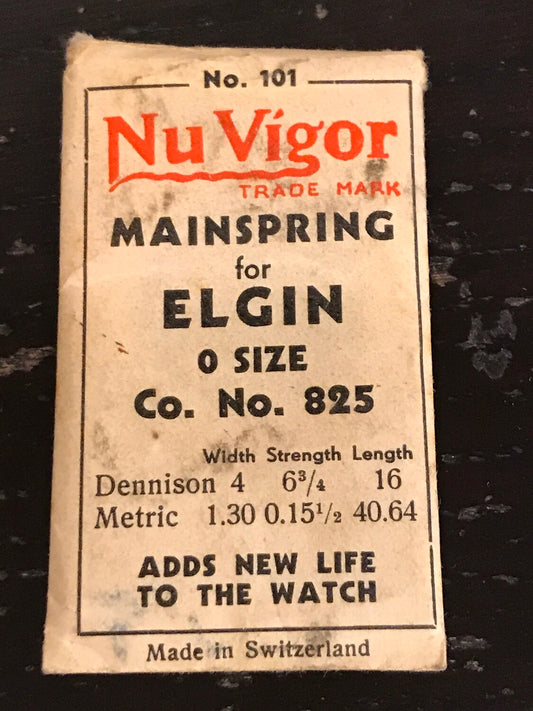 No. 101
Nu Vigor
TRADE MARK
MAINSPRING
for
ELGIN
0 SIZE
Co. No. 825
Width Strength Length
Dennison 4 6¾ 16
Metric 1.30 0.15½ 40.64
ADDS NEW LIFE
TO THE WATCH
Made in Switzerland